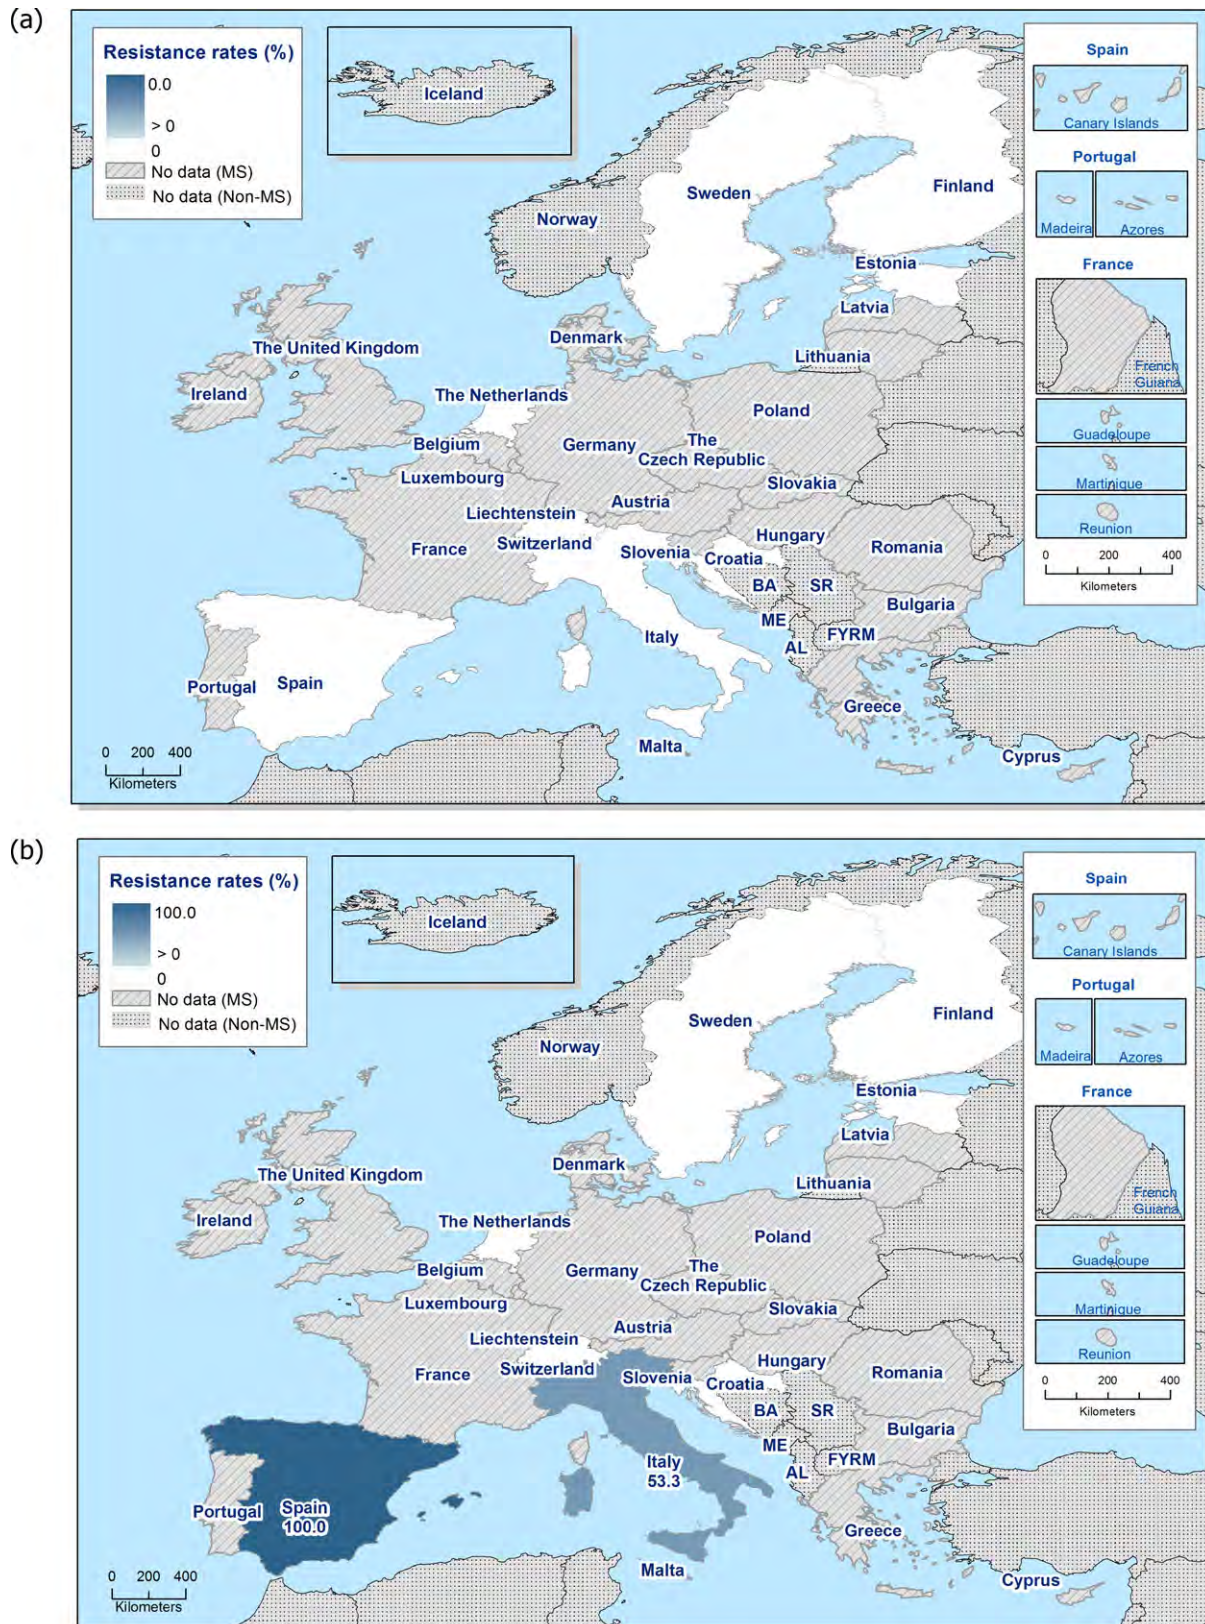 (a)
Resistance rates (%)
0.0
> 0
0
No data (MS)
No data (Non-MS)
Iceland
Norway
Sweden
Finland
Estonia
Latvia
Lithuania
Denmark
The United Kingdom
Ireland
The Netherlands
Belgium
Luxembourg
Germany
Poland
The
Czech Republic
Slovakia
Austria
Liechtenstein
Switzerland
France
Slovenia
Croatia
Hungary
Romania
BA
SR
Bulgaria
ME
FYRM
AL
Italy
Greece
Portugal
Spain
Malta
Cyprus
0 200 400
Kilometers
Spain
Canary Islands
Portugal
Madeira
Azores
France
French
Guiana
Guadeloupe
Martinique
Reunion
0 200 400
Kilometers
(b)
Resistance rates (%)
100.0
> 0
0
No data (MS)
No data (Non-MS)
Iceland
Norway
Sweden
Finland
Estonia
Latvia
Lithuania
Denmark
The United Kingdom
Ireland
The Netherlands
Belgium
Luxembourg
Germany
Poland
The
Czech Republic
Slovakia
Austria
Liechtenstein
Switzerland
France
Slovenia
Croatia
Hungary
Romania
BA
SR
Bulgaria
ME
FYRM
AL
Italy
53.3
Greece
Portugal
Spain
100.0
Malta
Cyprus
0 200 400
Kilometers
Spain
Canary Islands
Portugal
Madeira
Azores
France
French
Guiana
Guadeloupe
Martinique
Reunion
0 200 400
Kilometers